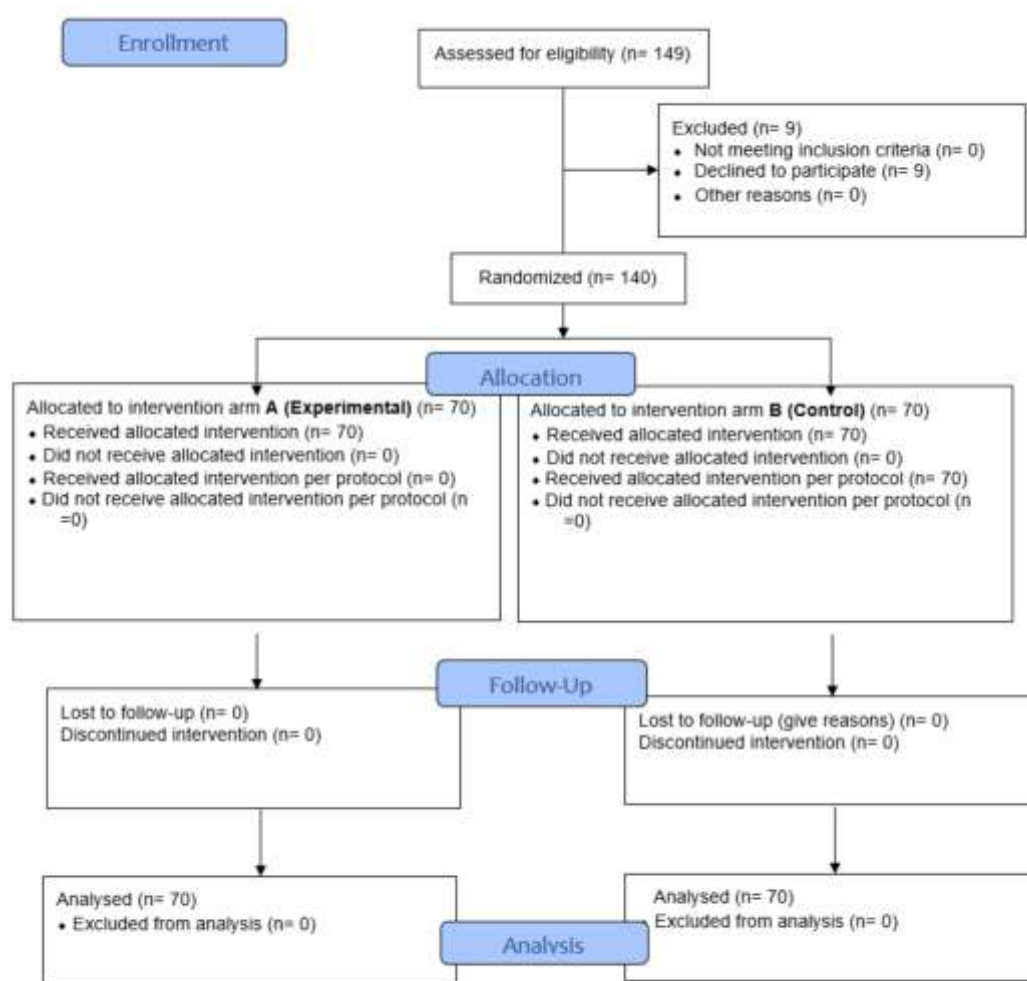 Enrollment
Assessed for eligibility (n= 149)
Excluded (n= 9)
• Not meeting inclusion criteria (n= 0)
• Declined to participate (n= 9)
• Other reasons (n= 0)
Randomized (n= 140)
Allocation
Allocated to intervention arm A (Experimental) (n= 70)
• Received allocated intervention (n= 70)
• Did not receive allocated intervention (n= 0)
• Received allocated intervention per protocol (n= 0)
• Did not receive allocated intervention per protocol (n
=0)
Allocated to intervention arm B (Control) (n= 70)
• Received allocated intervention (n= 70)
• Did not receive allocated intervention (n= 0)
• Received allocated intervention per protocol (n= 70)
• Did not receive allocated intervention per protocol (n
=0)
Follow-Up
Lost to follow-up (n= 0)
Discontinued intervention (n= 0)
Lost to follow-up (give reasons) (n= 0)
Discontinued intervention (n= 0)
Analysed (n= 70)
• Excluded from analysis (n= 0)
Analysed (n= 70)
• Excluded from analysis (n= 0)
Analysis